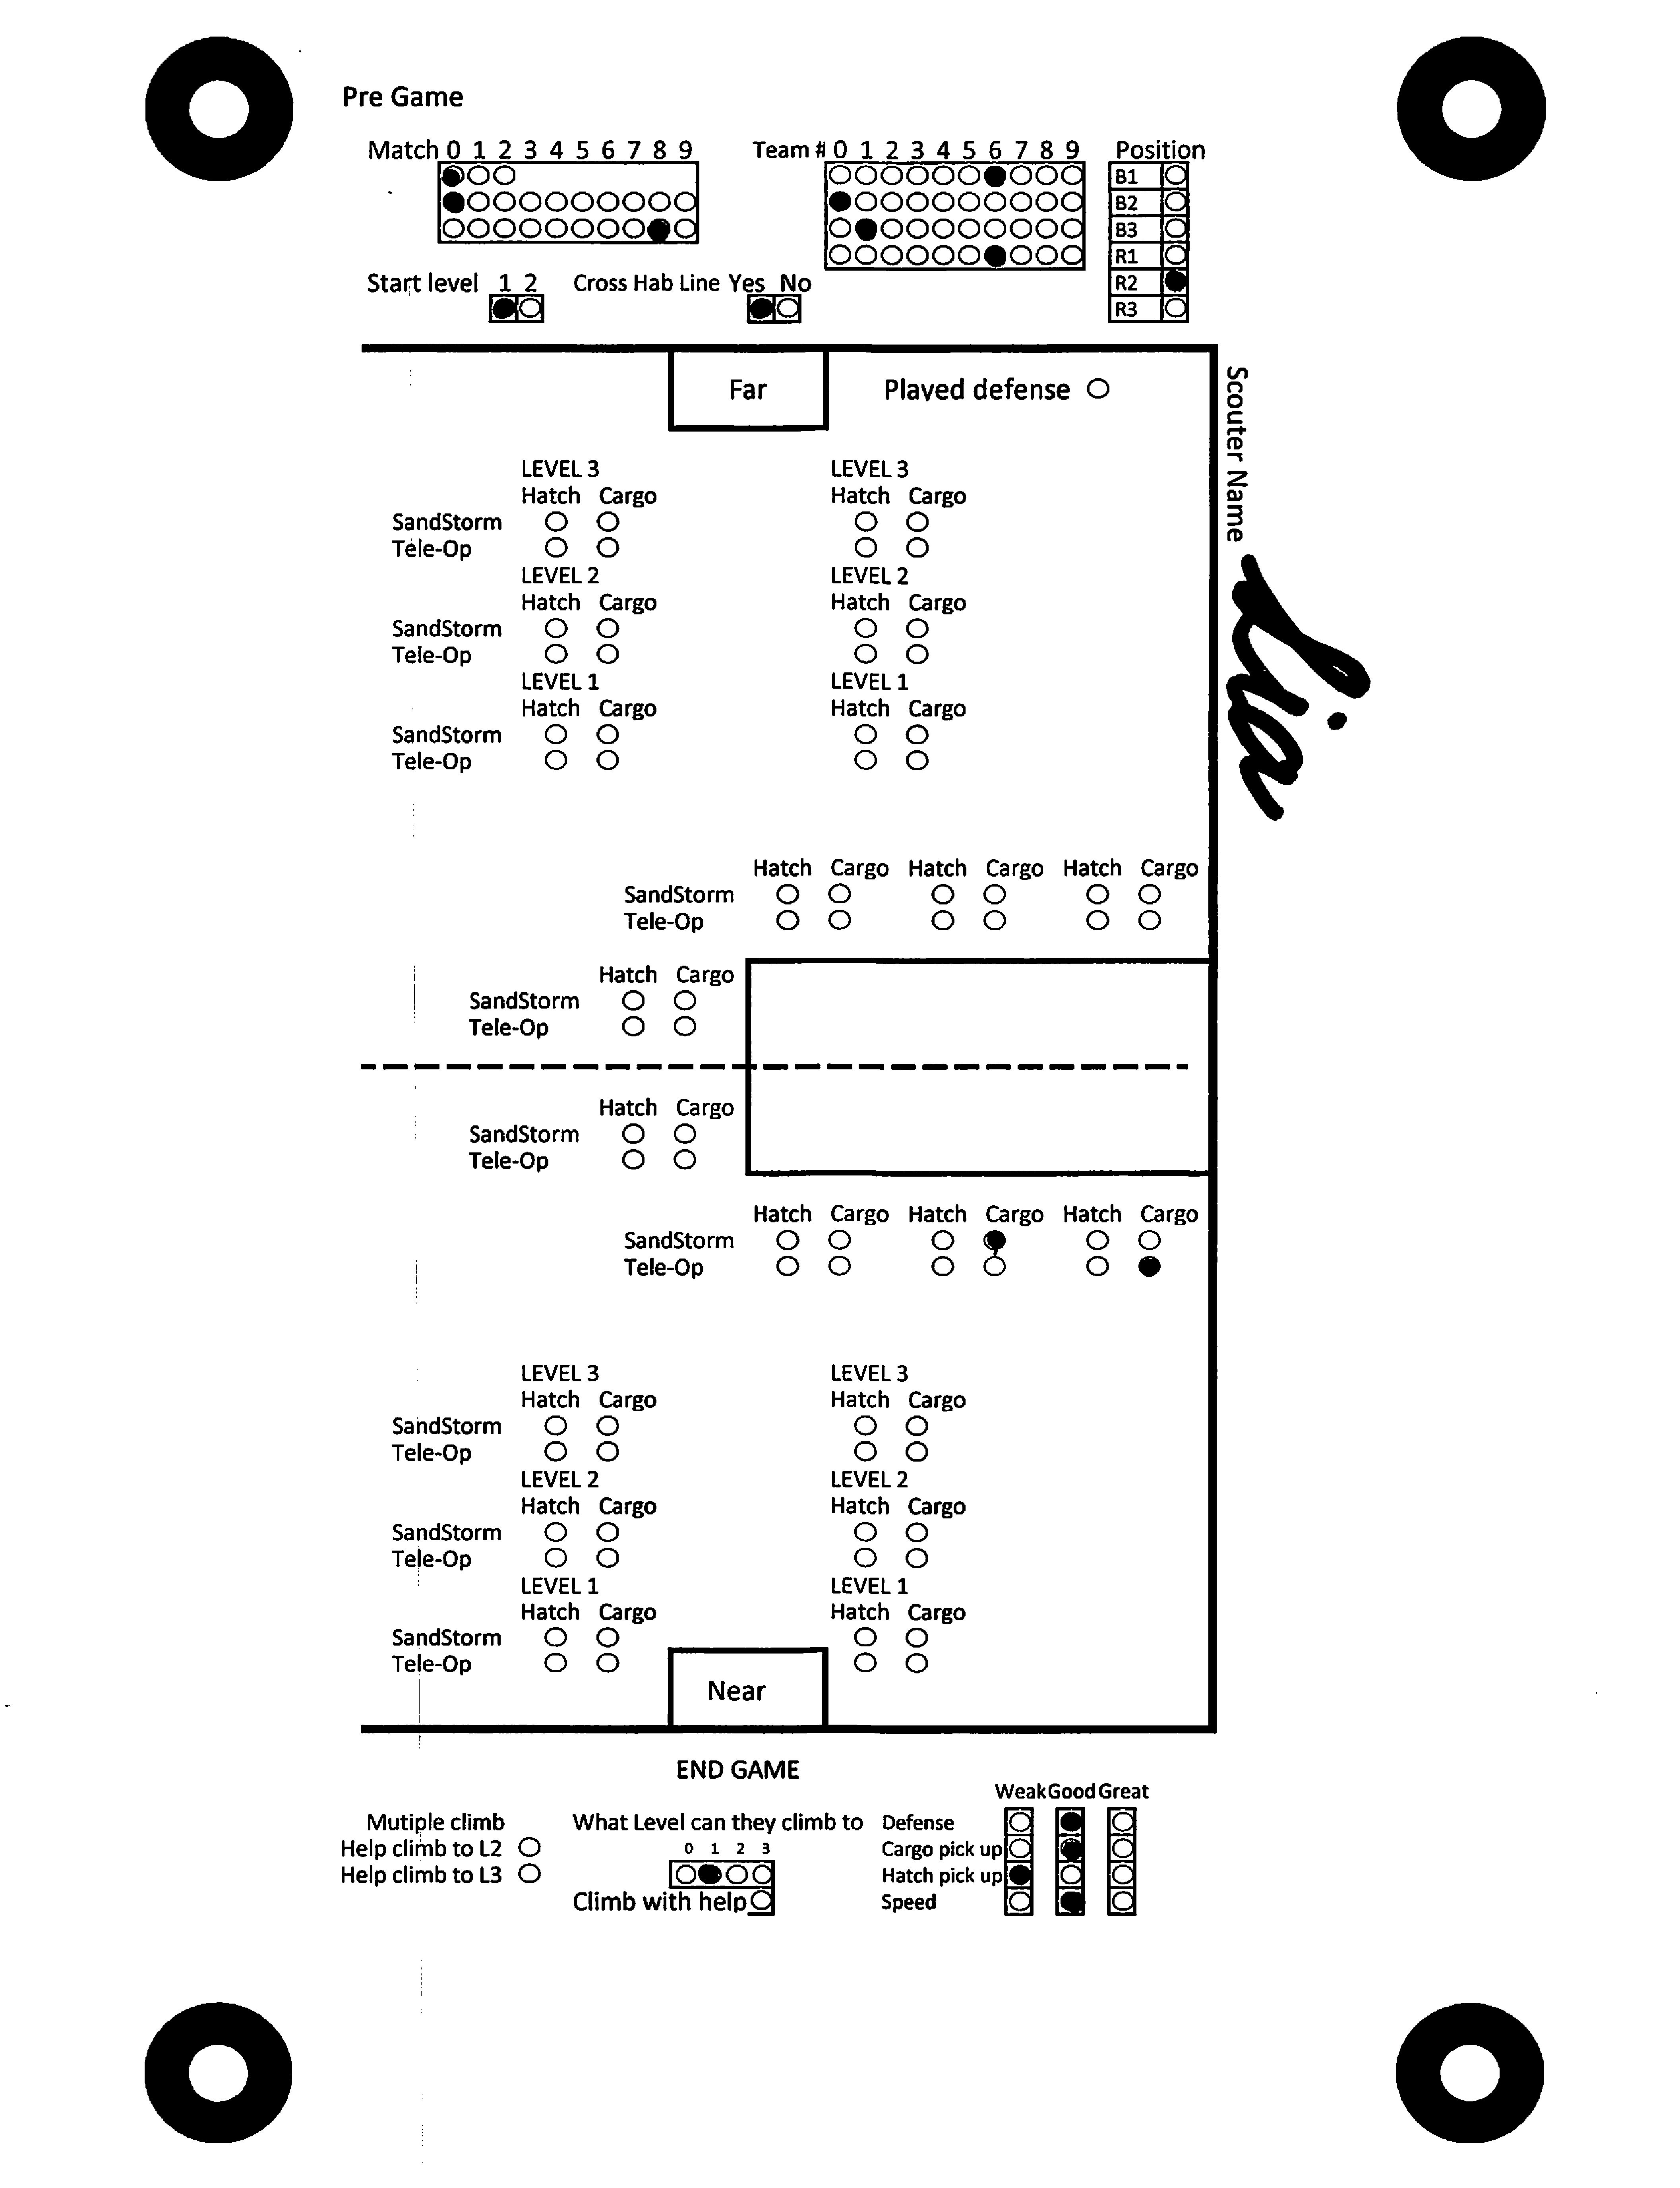 Pre Game
Match 0 1 2 3 4 5 6 7 8 9
Team # 0 1 2 3 4 5 6 7 8 9
Position
B1
B2
B3
R1
R2
R3
Start level 1 2
Cross Hab Line Yes No
Far
Played defense
Scouter Name
LEVEL 3 LEVEL 3
Hatch Cargo Hatch Cargo
SandStorm
Tele-Op
LEVEL 2 LEVEL 2
Hatch Cargo Hatch Cargo
SandStorm
Tele-Op
LEVEL 1 LEVEL 1
Hatch Cargo Hatch Cargo
SandStorm
Tele-Op
Hatch Cargo Hatch Cargo Hatch Cargo
SandStorm
Tele-Op
Hatch Cargo
SandStorm
Tele-Op
Hatch Cargo
SandStorm
Tele-Op
Hatch Cargo Hatch Cargo Hatch Cargo
SandStorm
Tele-Op
LEVEL 3 LEVEL 3
Hatch Cargo Hatch Cargo
SandStorm
Tele-Op
LEVEL 2 LEVEL 2
Hatch Cargo Hatch Cargo
SandStorm
Tele-Op
LEVEL 1 LEVEL 1
Hatch Cargo Hatch Cargo
SandStorm
Tele-Op
Near
END GAME
Mutiple climb
Help climb to L2
Help climb to L3
What Level can they climb to
0 1 2 3
Climb with help
Weak Good Great
Defense
Cargo pick up
Hatch pick up
Speed